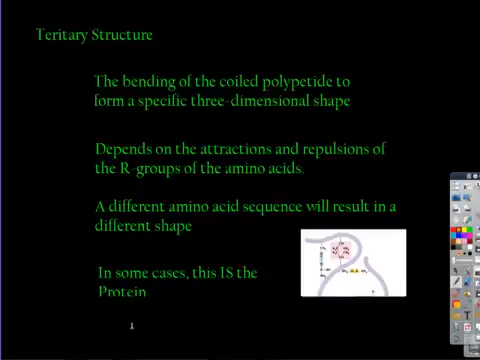 Teritary Structure
The bending of the coiled polypetide to
form a specific three-dimensional shape
Depends on the attractions and repulsions of
the R-groups of the amino acids.
A different amino acid sequence will result in a
different shape
In some cases, this IS the
Protein